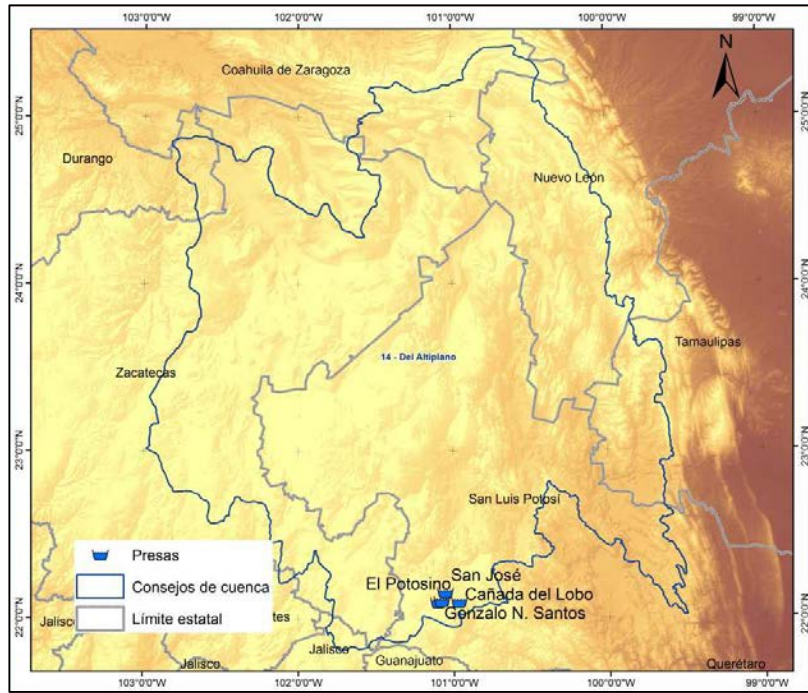 103°0'0"W 102°0'0"W 101°0'0"W 100°0'0"W 99°0'0"W
N
Coahuila de Zaragoza
25°0'0"N 25°0'0"N
Durango
Nuevo León
24°0'0"N 24°0'0"N
Tamaulipas
14 - Del Altiplano
Zacatecas
23°0'0"N 23°0'0"N
San Luis Potosí
Presas
Consejos de cuenca
Límite estatal
El Potosino San José
Cañada del Lobo
Gonzalo N. Santos
22°0'0"N 22°0'0"N
Jalisco
Jalisco
Jalisco
Guanajuato
Querétaro
103°0'0"W 102°0'0"W 101°0'0"W 100°0'0"W 99°0'0"W